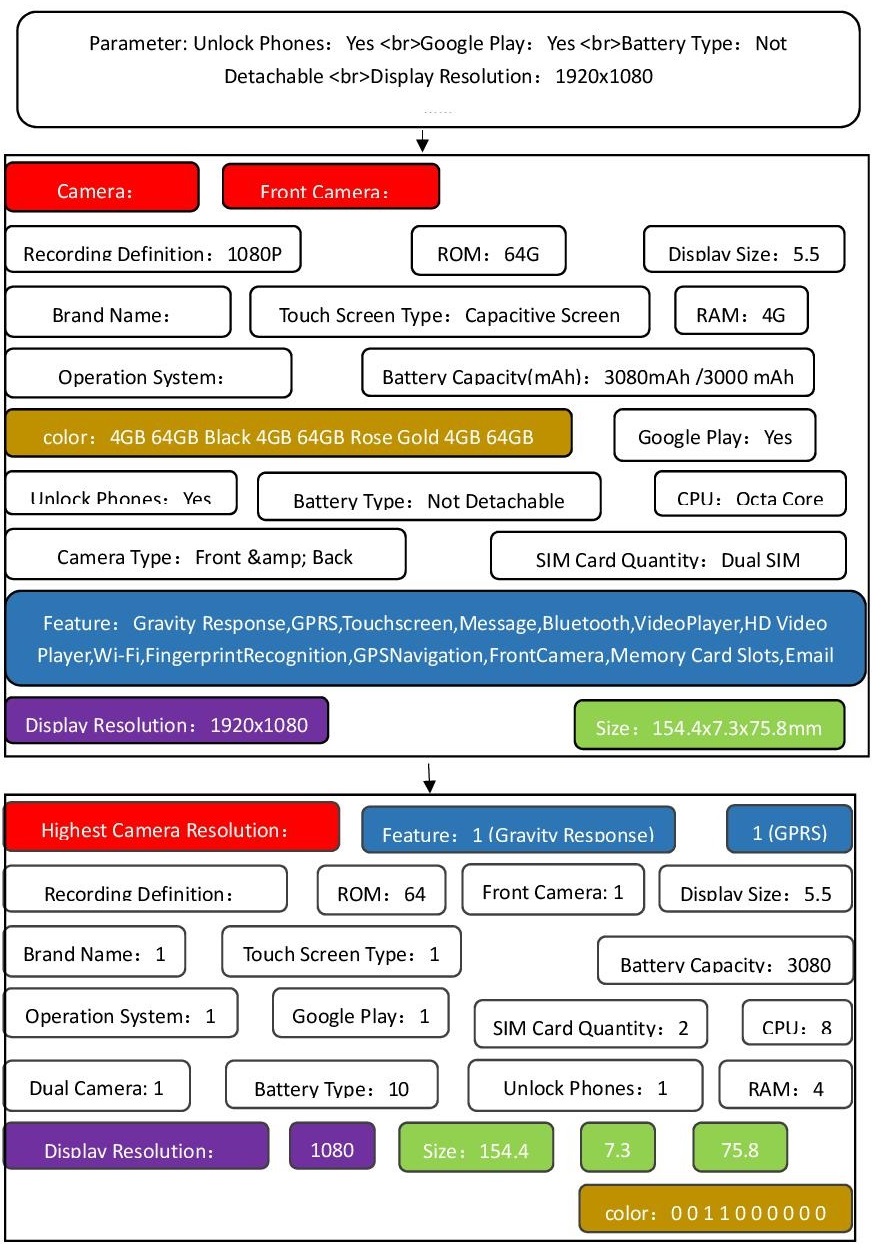 Parameter: Unlock Phones：Yes <br>Google Play：Yes <br>Battery Type：Not
Detachable <br>Display Resolution：1920x1080
......
Camera：
Front Camera：
Recording Definition：1080P
ROM：64G
Display Size：5.5
Brand Name：
Touch Screen Type：Capacitive Screen
RAM：4G
Operation System：
Battery Capacity(mAh)：3080mAh /3000 mAh
color：4GB 64GB Black 4GB 64GB Rose Gold 4GB 64GB
Google Play：Yes
Unlock Phones：Yes
Battery Type：Not Detachable
CPU：Octa Core
Camera Type：Front &amp; Back
SIM Card Quantity：Dual SIM
Feature：Gravity Response,GPRS,Touchscreen,Message,Bluetooth,VideoPlayer,HD Video
Player,Wi-Fi,FingerprintRecognition,GPSNavigation,FrontCamera,Memory Card Slots,Email
Display Resolution：1920x1080
Size：154.4x7.3x75.8mm
Highest Camera Resolution：
Feature：1 (Gravity Response)
1 (GPRS)
Recording Definition：
ROM：64
Front Camera: 1
Display Size：5.5
Brand Name：1
Touch Screen Type：1
Battery Capacity：3080
Operation System：1
Google Play：1
SIM Card Quantity：2
CPU：8
Dual Camera: 1
Battery Type：10
Unlock Phones：1
RAM：4
Display Resolution：
1080
Size：154.4
7.3
75.8
color：0 0 1 1 0 0 0 0 0 0